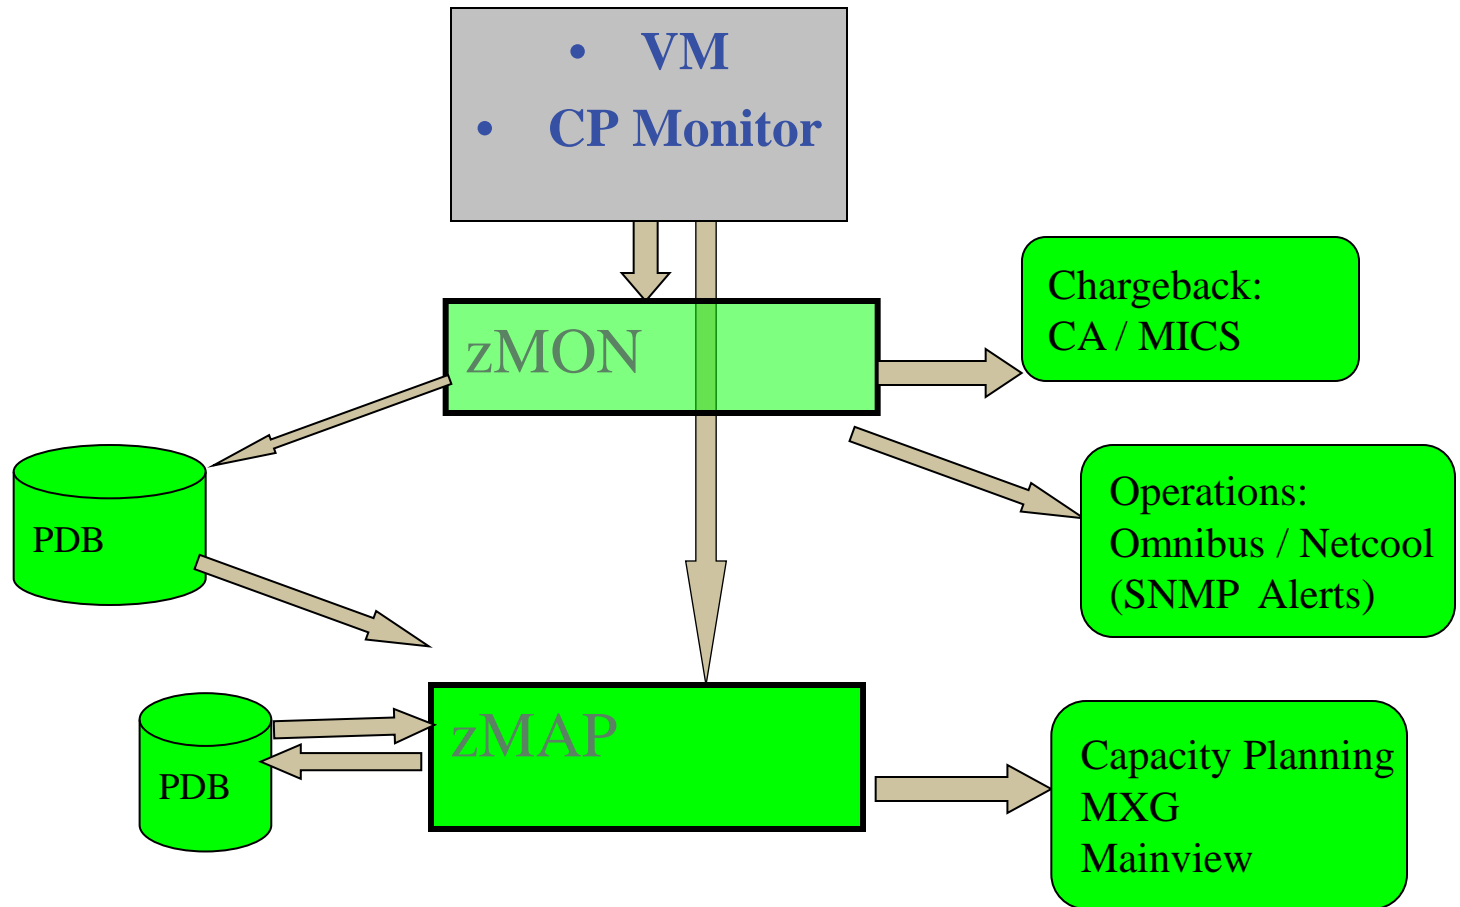 • VM
• CP Monitor
zMON
Chargeback:
CA / MICS
PDB
Operations:
Omnibus / Netcool
(SNMP Alerts)
zMAP
PDB
Capacity Planning
MXG
Mainview